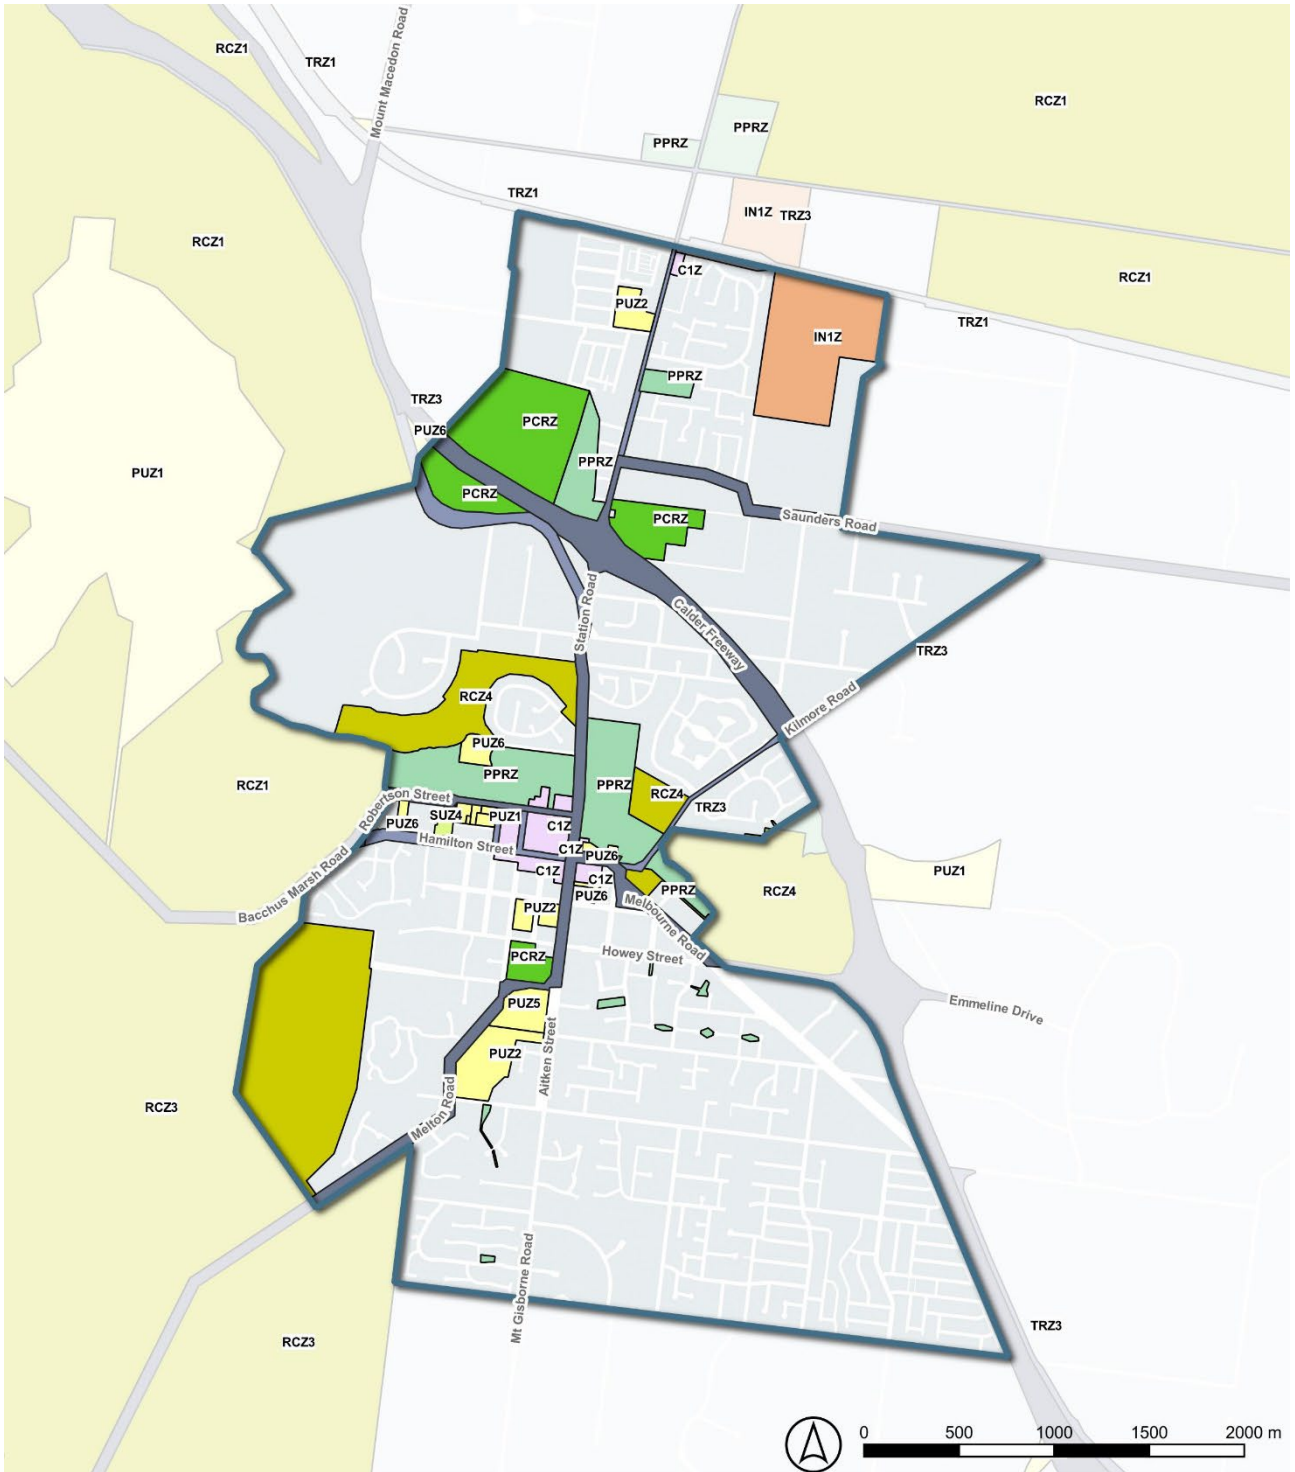 RCZ1
TRZ1
Mount Macedon Road
RCZ1
PPRZ
PPRZ
TRZ1
IN1Z
TRZ3
RCZ1
C1Z
RCZ1
PUZ2
TRZ1
IN1Z
PPRZ
TRZ3
PCRZ
PUZ6
PPRZ
PUZ1
PCRZ
PCRZ
Saunders Road
Station Road
Calder Freeway
TRZ3
RCZ4
Kilmore Road
PUZ6
PPRZ
PPRZ
RCZ1
RCZ4
Robertson Street
TRZ3
PUZ6
SUZ4
PUZ1
C1Z
Hamilton Street
C1Z
PUZ6
C1Z
C1Z
PUZ6
PPRZ
RCZ4
PUZ1
Bacchus Marsh Road
PUZ2
Melbourne Road
PCRZ
Howey Street
PUZ5
Emmeline Drive
PUZ2
Aitken Street
RCZ3
Melton Road
Mt Gisborne Road
RCZ3
TRZ3
0 500 1000 1500 2000 m